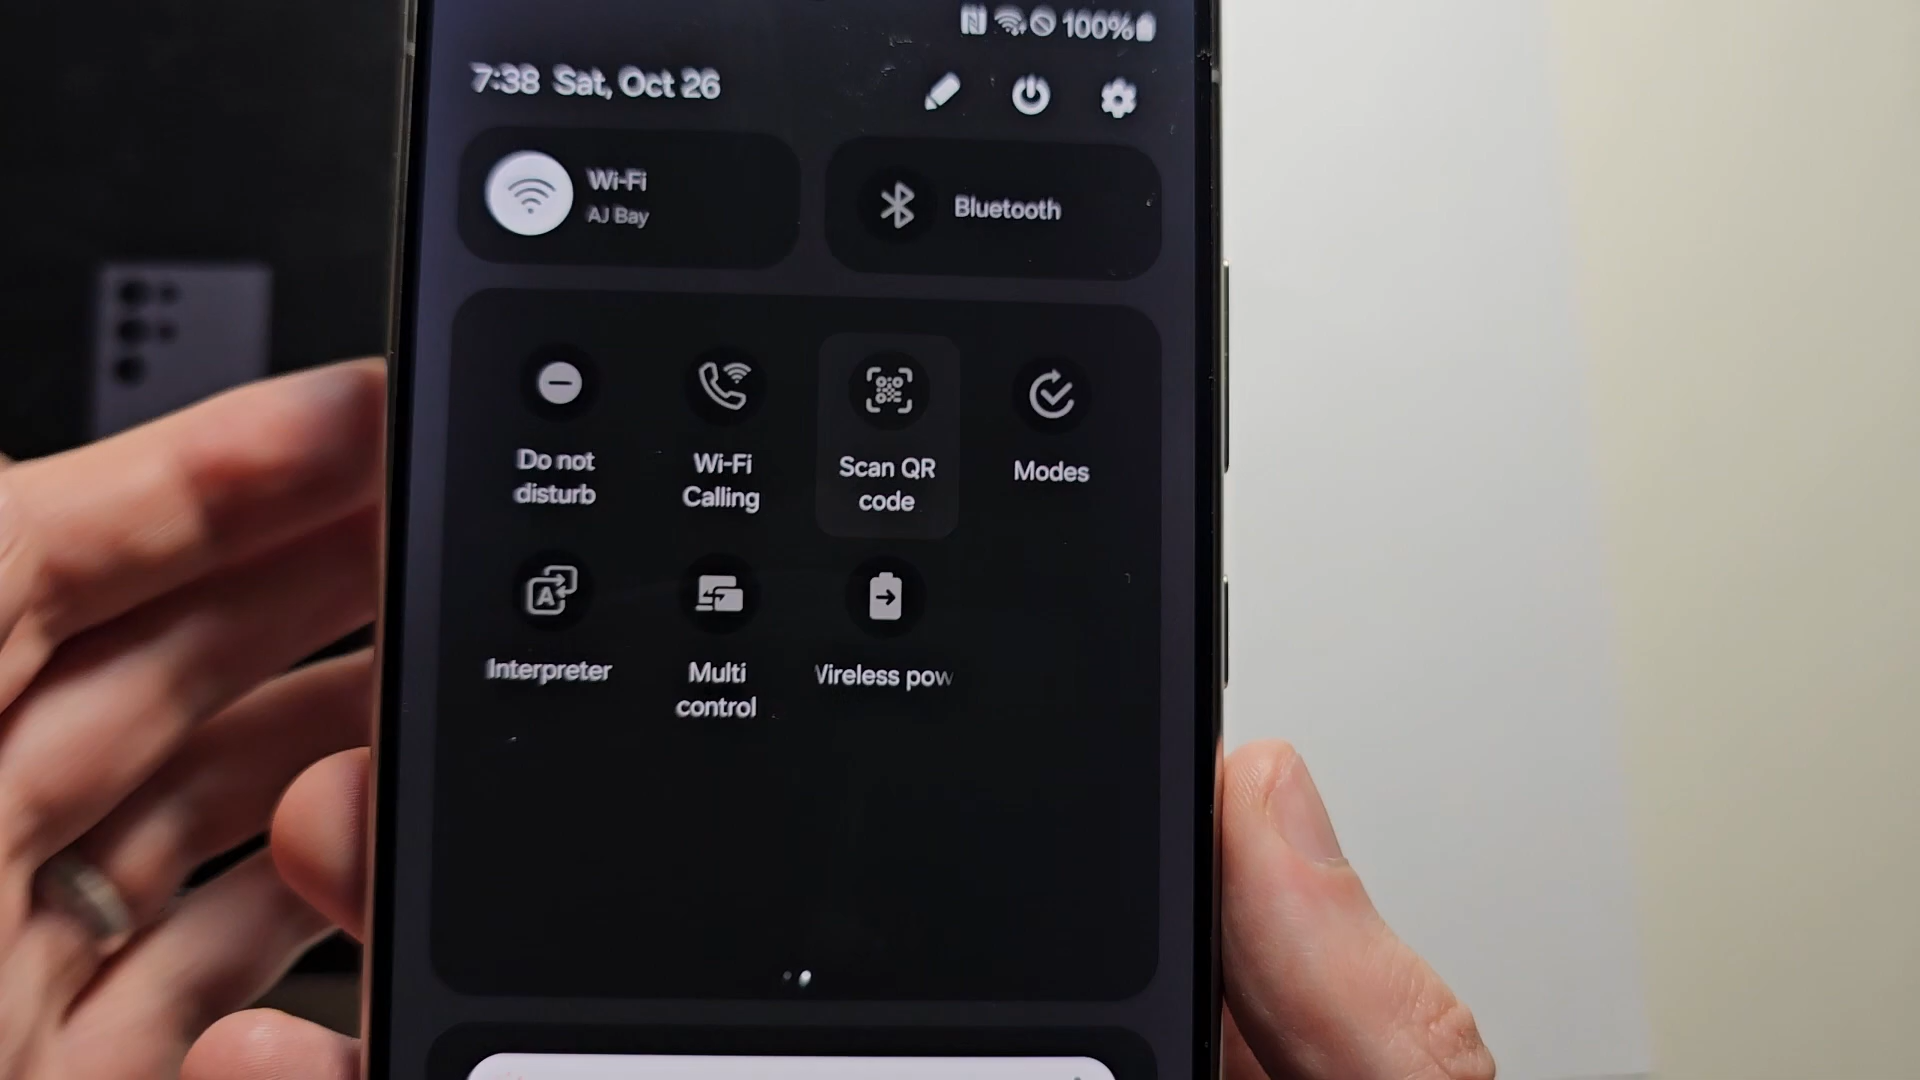 100%
7:38 Sat, Oct 26
Wi-Fi
AJ Bay
Bluetooth
Do not
disturb
Wi-Fi
Calling
Scan QR
code
Modes
Interpreter
Multi
control
Wireless pow